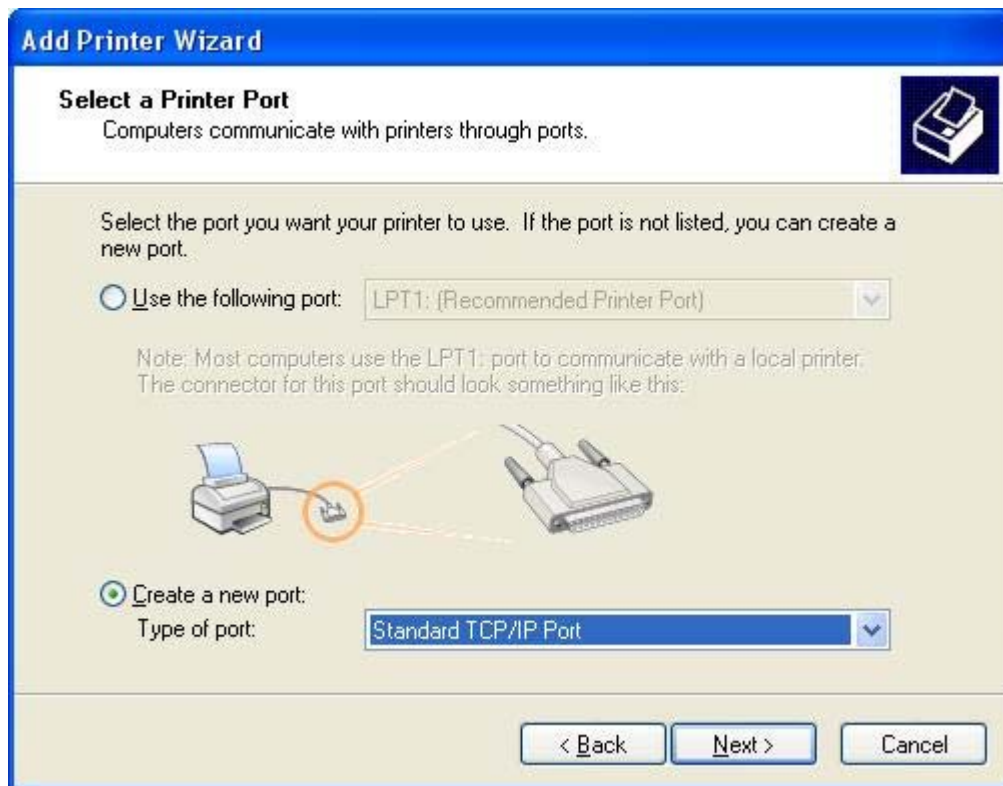 Add Printer Wizard
Select a Printer Port
Computers communicate with printers through ports.
Select the port you want your printer to use.  If the port is not listed, you can create a
new port.
Use the following port:
LPT1: (Recommended Printer Port)
Note: Most computers use the LPT1: port to communicate with a local printer.
The connector for this port should look something like this:
Create a new port:
Type of port:
Standard TCP/IP Port
< Back
Next >
Cancel